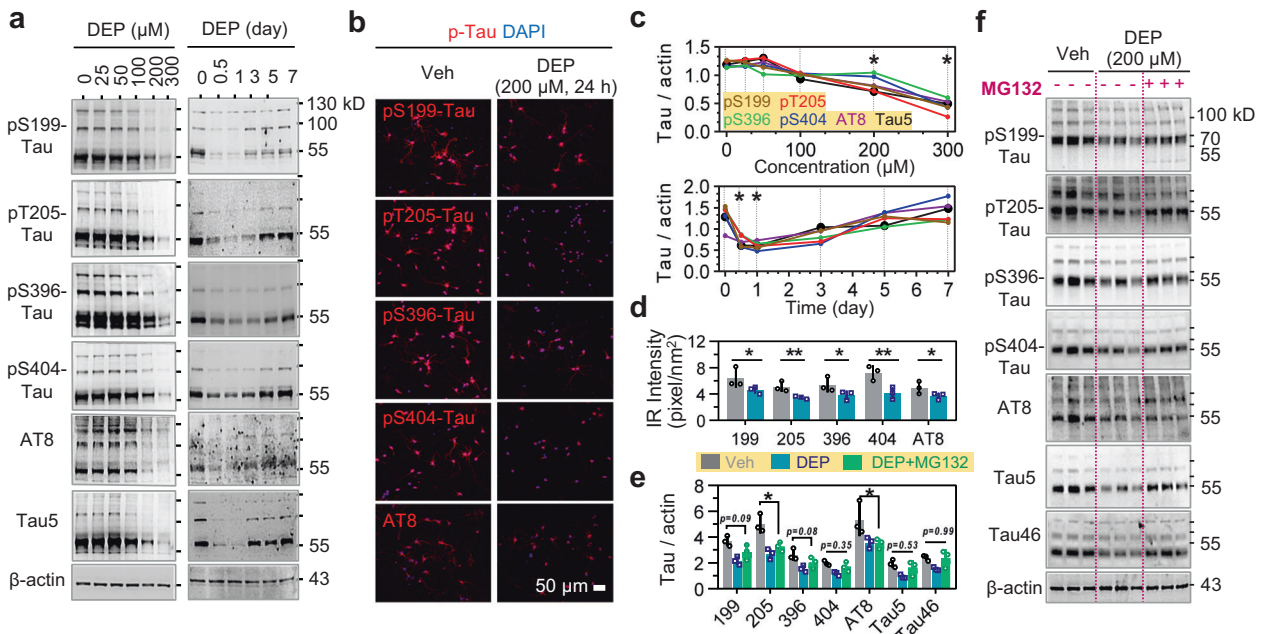 a
DEP (µM)
DEP (day)
0 25 50 100 200 300
0 0.5 1 3 5 7
130 kD
100
55
pS199-
Tau
pT205-
Tau
55
pS396-
Tau
55
pS404-
Tau
55
AT8
55
Tau5
55
β-actin
43
b
p-Tau DAPI
Veh
DEP
(200 µM, 24 h)
pS199-Tau
pT205-Tau
pS396-Tau
pS404-Tau
AT8
50 µm
c
Tau / actin
1.5
1.0
0.5
0.0
*
*
pS199 pT205
pS396 pS404 AT8 Tau5
0
100
200
300
Concentration (µM)
Tau / actin
2.0
1.5
1.0
0.5
0.0
* *
0 1 2 3 4 5 6 7
Time (day)
d
IR Intensity
(pixel/nm²)
12
8
4
0
* ** * ** *
199 205 396 404 AT8
Veh DEP DEP+MG132
e
Tau / actin
8
6
4
2
0
p=0.09
*
p=0.08
p=0.35
*
p=0.53
p=0.99
199 205 396 404 AT8 Tau5 Tau46
f
Veh
DEP
(200 µM)
MG132 - - - - - - + + +
100 kD
70
55
pS199
Tau
pT205-
Tau
55
pS396
Tau
55
pS404-
Tau
55
AT8
55
Tau5
55
Tau46
55
β-actin
43